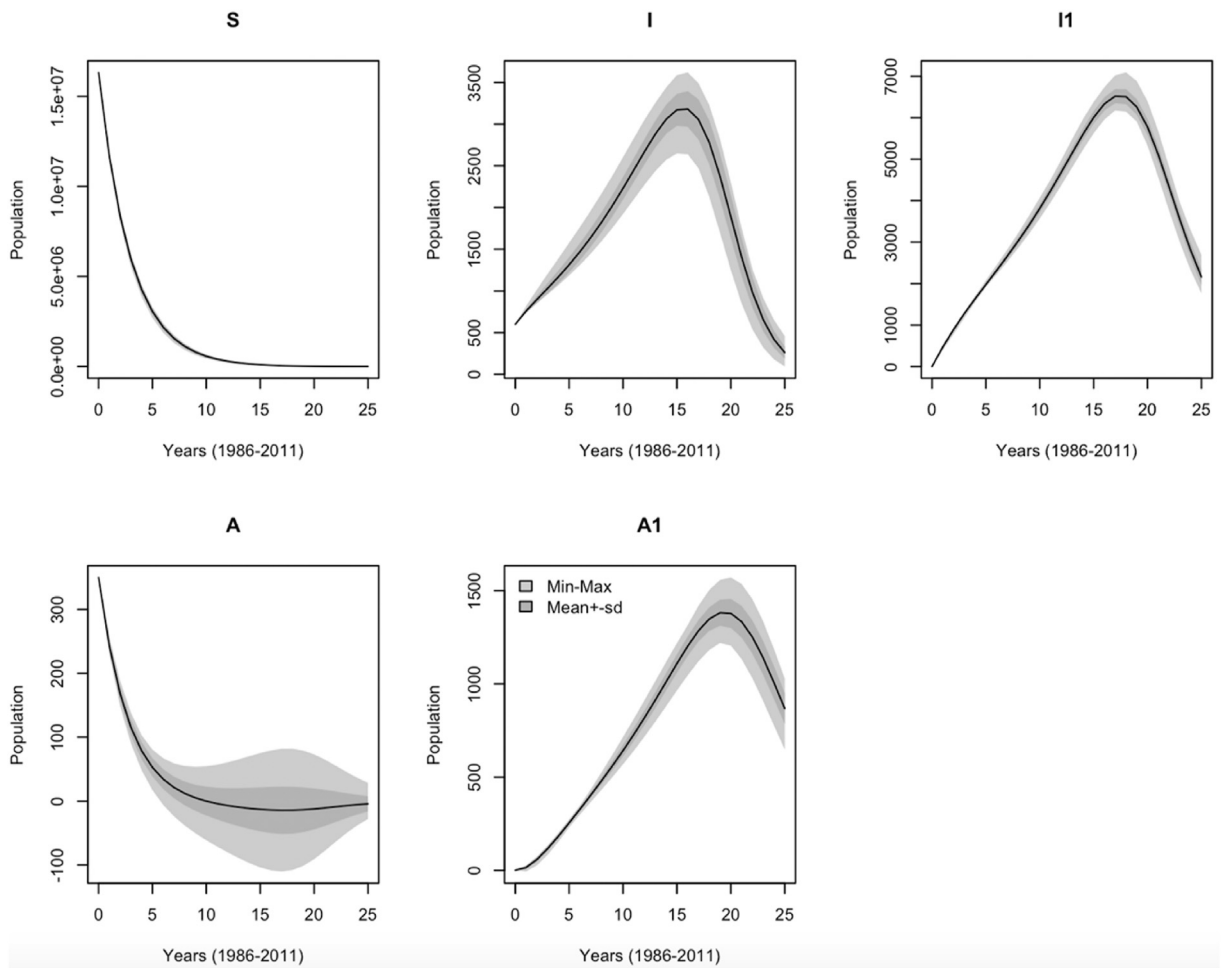 S
I
I1
Population
0.0e+00
5.0e+06
1.0e+07
1.5e+07
0 5 10 15 20 25
Years (1986-2011)
Population
0
500
1500
2500
3500
0 5 10 15 20 25
Years (1986-2011)
Population
0
1000
3000
5000
7000
0 5 10 15 20 25
Years (1986-2011)
A
A1
Population
-100
0
100
200
300
0 5 10 15 20 25
Years (1986-2011)
Population
0
500
1000
1500
Min-Max
Mean+-sd
0 5 10 15 20 25
Years (1986-2011)